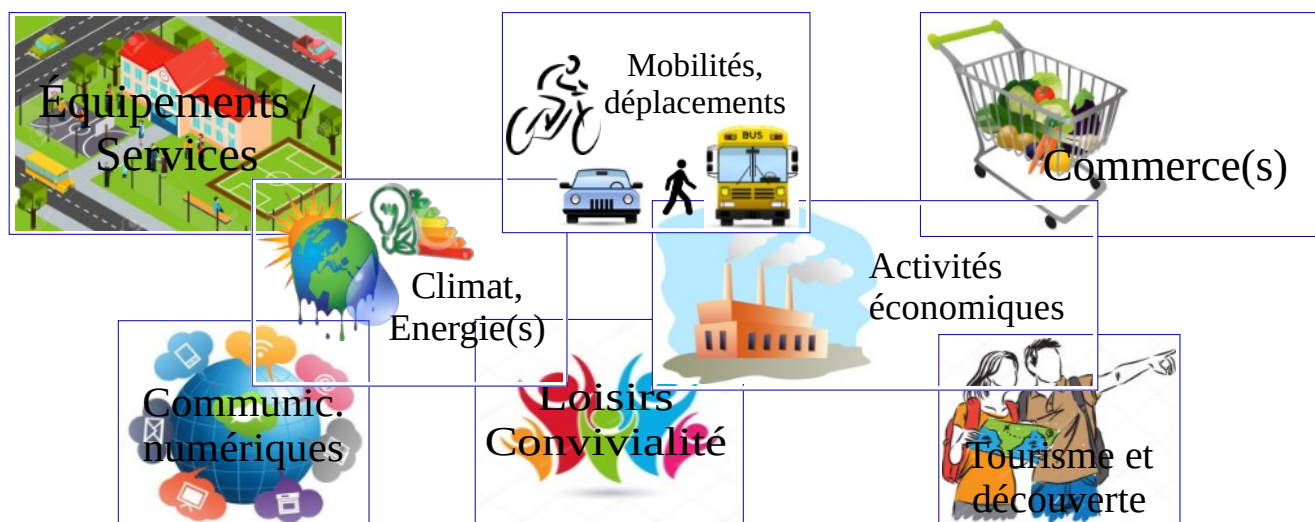 Équipements /
Services
Mobilités,
déplacements
BUS
Commerce(s)
Climat,
Energie(s)
Activités
économiques
Communic.
numériques
Loisirs
Convivialité
Tourisme et
découverte